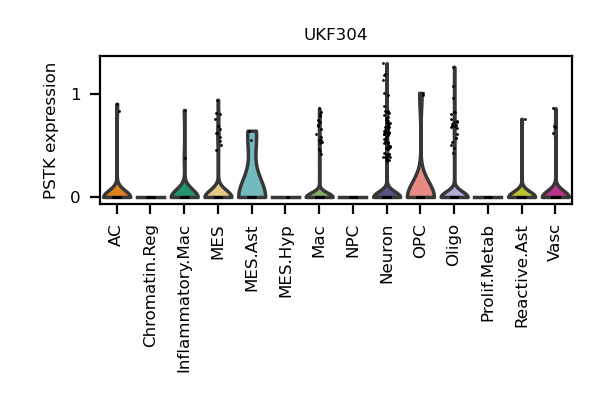 UKF304
PSTK expression
1
0
AC
Chromatin.Reg
Inflammatory.Mac
MES
MES.Ast
MES.Hyp
Mac
NPC
Neuron
OPC
Oligo
Prolif.Metab
Reactive.Ast
Vasc